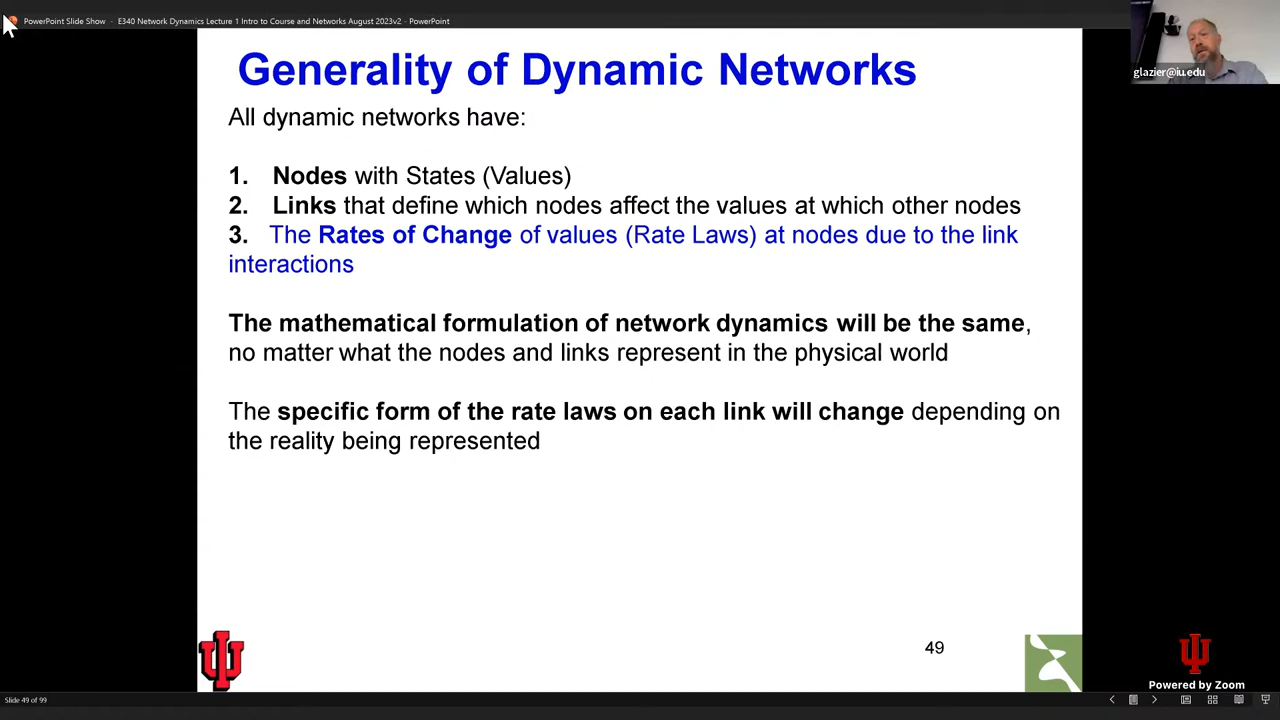 PowerPoint Slide Show - E340 Network Dynamics Lecture 1 Intro to Course and Networks August 2023v2 - PowerPoint
glazier@iu.edu
Generality of Dynamic Networks
All dynamic networks have:
1. Nodes with States (Values)
2. Links that define which nodes affect the values at which other nodes
3. The Rates of Change of values (Rate Laws) at nodes due to the link
interactions
The mathematical formulation of network dynamics will be the same,
no matter what the nodes and links represent in the physical world
The specific form of the rate laws on each link will change depending on
the reality being represented
49
Powered by Zoom
Slide 49 of 99